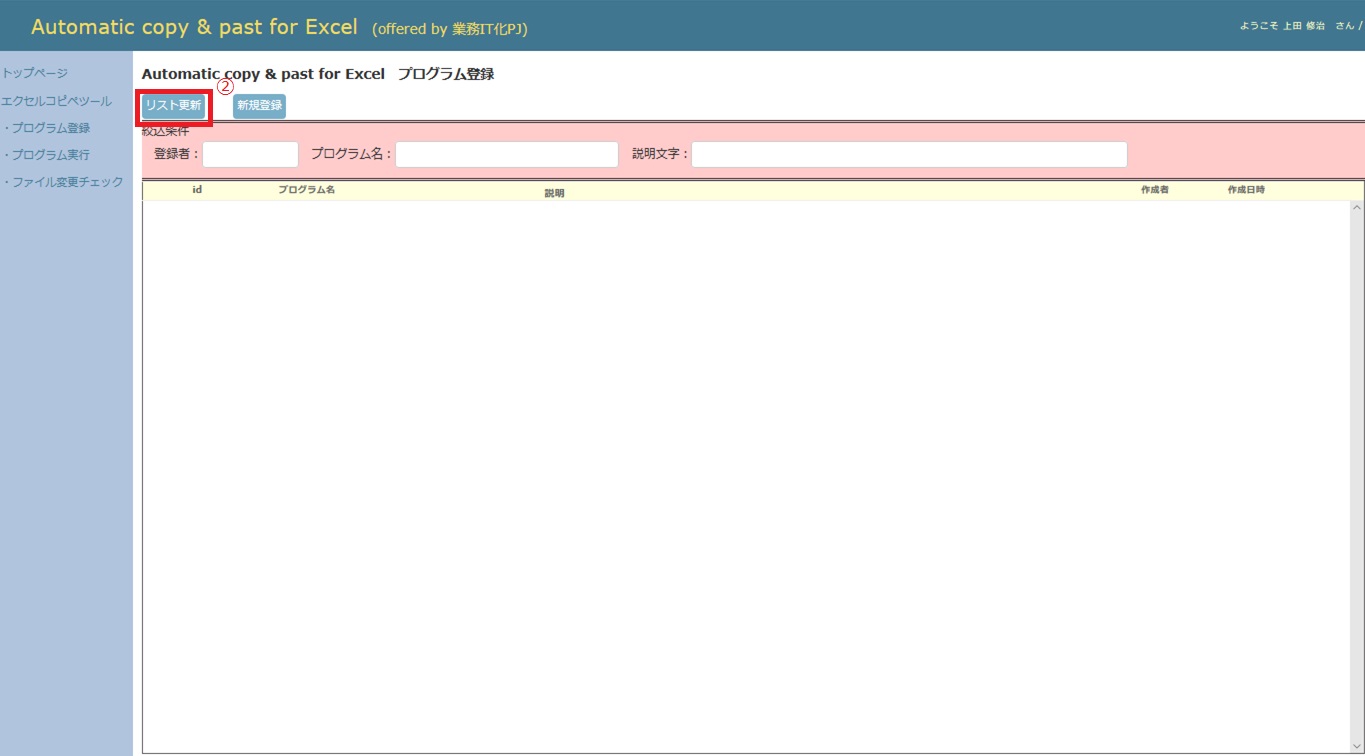 Automatic copy & past for Excel (offered by 業務IT化PJ)
ようこそ 上田 修治 さん /
トップページ
エクセルコピペツール
・プログラム登録
・プログラム実行
・ファイル変更チェック
Automatic copy & past for Excel プログラム登録
②
リスト更新 新規登録
絞込条件
登録者： プログラム名： 説明文字：
id プログラム名 説明 作成者 作成日時